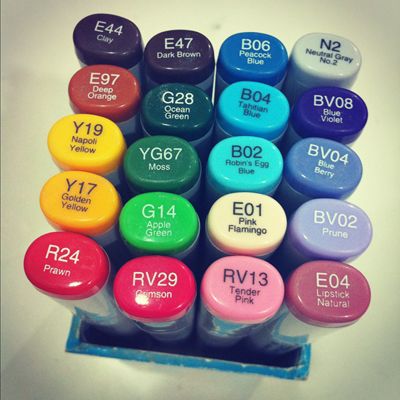 E44
Clay
E47
Dark Brown
B06
Peacock
Blue
N2
Neutral Gray
No.2
E97
Deep
Orange
G28
Ocean
Green
B04
Tahitian
Blue
BV08
Blue
Violet
Y19
Napoli
Yellow
YG67
Moss
B02
Robin's Egg
Blue
BV04
Blue
Berry
Y17
Golden
Yellow
G14
Apple
Green
E01
Pink
Flamingo
BV02
Prune
R24
Prawn
RV29
Crimson
RV13
Tender
Pink
E04
Lipstick
Natural